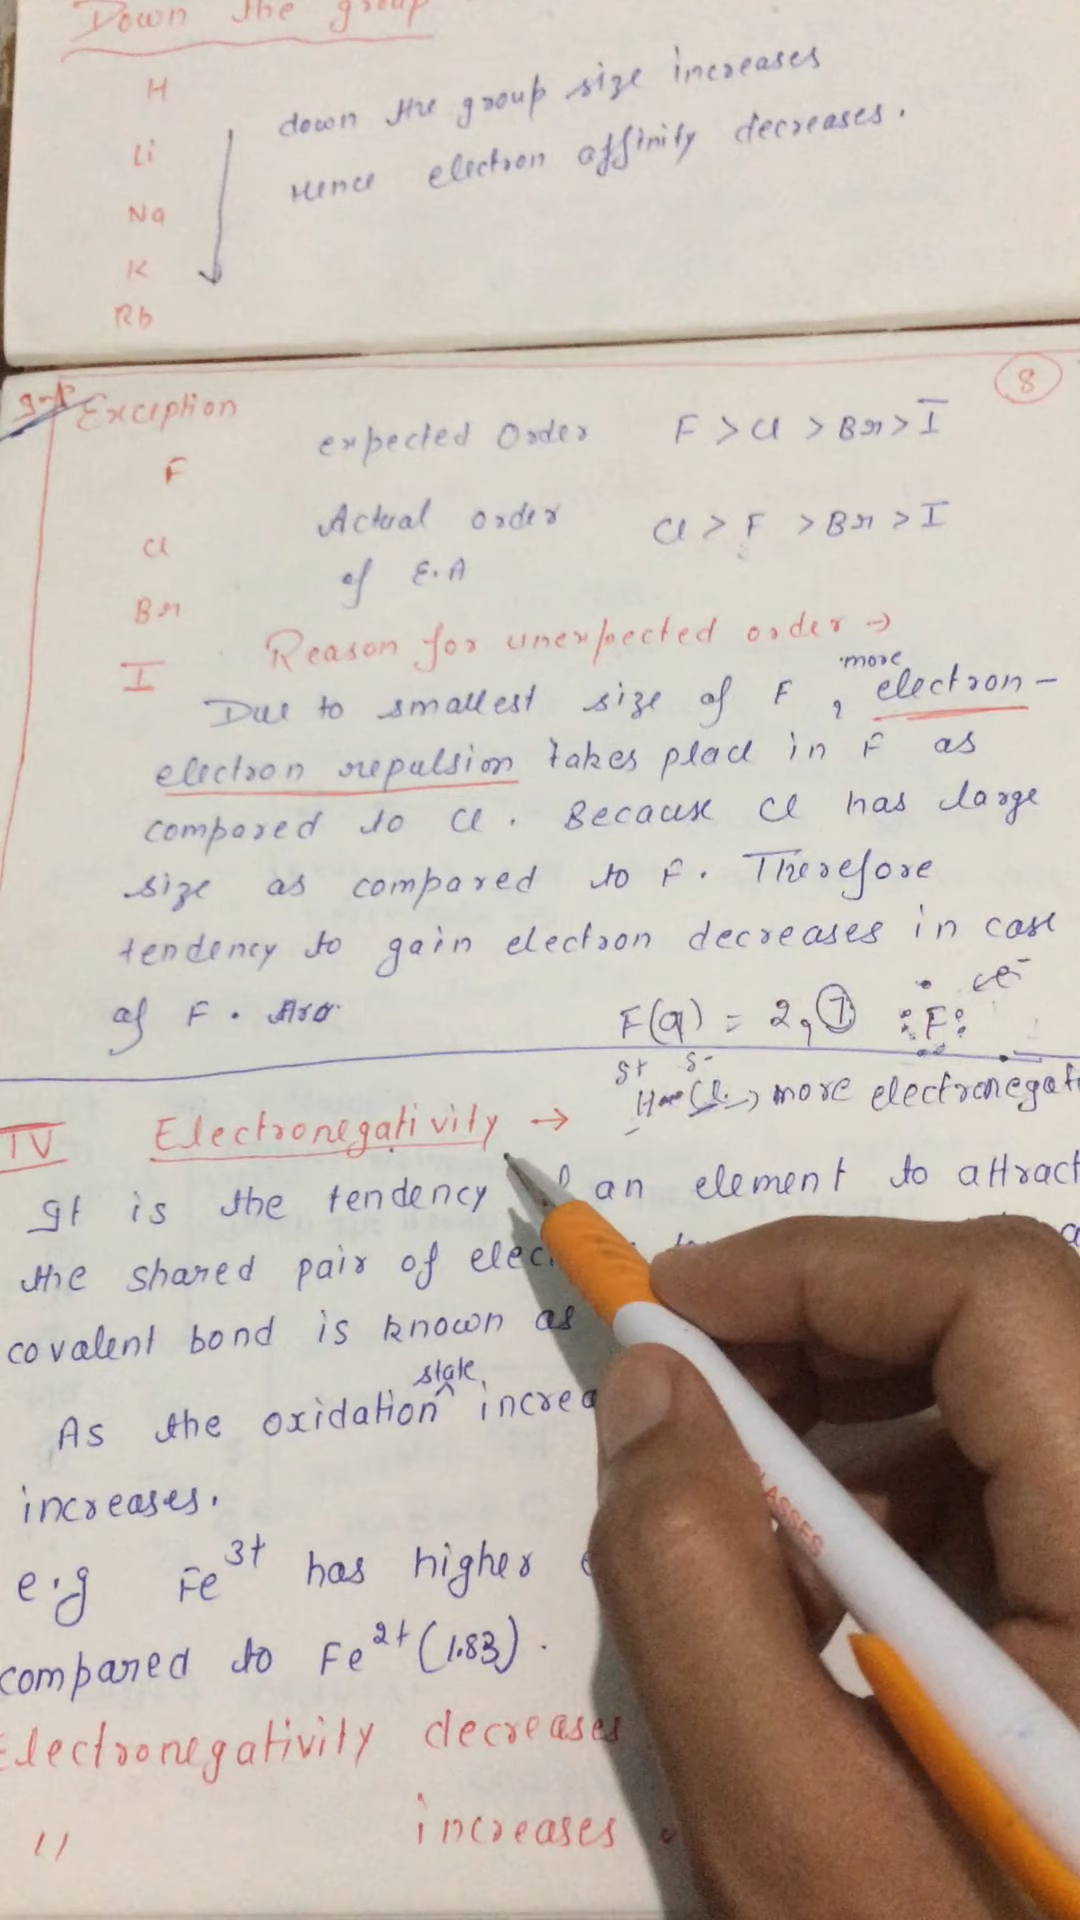 Down the group
H
Li
Na
K
Rb
down the group size increases
Hence electron affinity decreases.
8
Imp
Exception
F
Cl
Br
I
expected Order F > Cl > Br > I
Actual order Cl > F > Br > I
of E.A
Reason for unexpected order →
more
Due to smallest size of F , electron-
electron repulsion takes place in F as
compared to Cl . Because Cl has large
size as compared to F . Therefore
tendency to gain electron decreases in case
of F .
F(9) = 2, 7 F e-
δ+ δ-
H Cl → more electronegati
IV Electronegativity →
It is the tendency an element to attract
the shared pair of elec
covalent bond is known as
state
As the oxidation increa
increases.
e.g Fe3+ has higher
compared to Fe2+ (1.83) .
Electronegativity decreases
increases
CLASSES